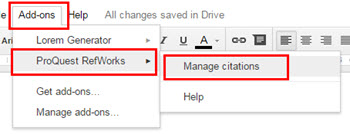 Add-ons Help All changes saved in Drive
Lorem Generator
B I U A
ProQuest RefWorks
Manage citations
Get add-ons...
Help
Manage add-ons...